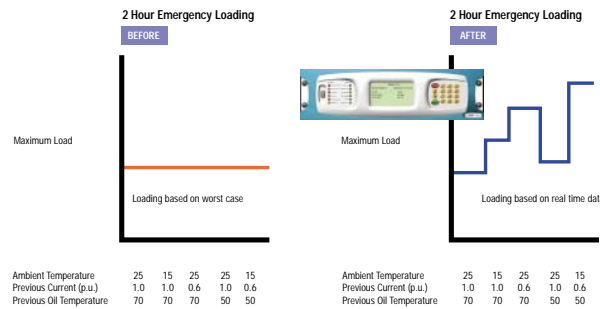 2 Hour Emergency Loading
BEFORE
Maximum Load
Loading based on worst case
Ambient Temperature 25 15 25 25 15
Previous Current (p.u.) 1.0 1.0 0.6 1.0 0.6
Previous Oil Temperature 70 70 70 50 50
2 Hour Emergency Loading
AFTER
Maximum Load
Loading based on real time dat
Ambient Temperature 25 15 25 25 15
Previous Current (p.u.) 1.0 1.0 0.6 1.0 0.6
Previous Oil Temperature 70 70 70 50 50